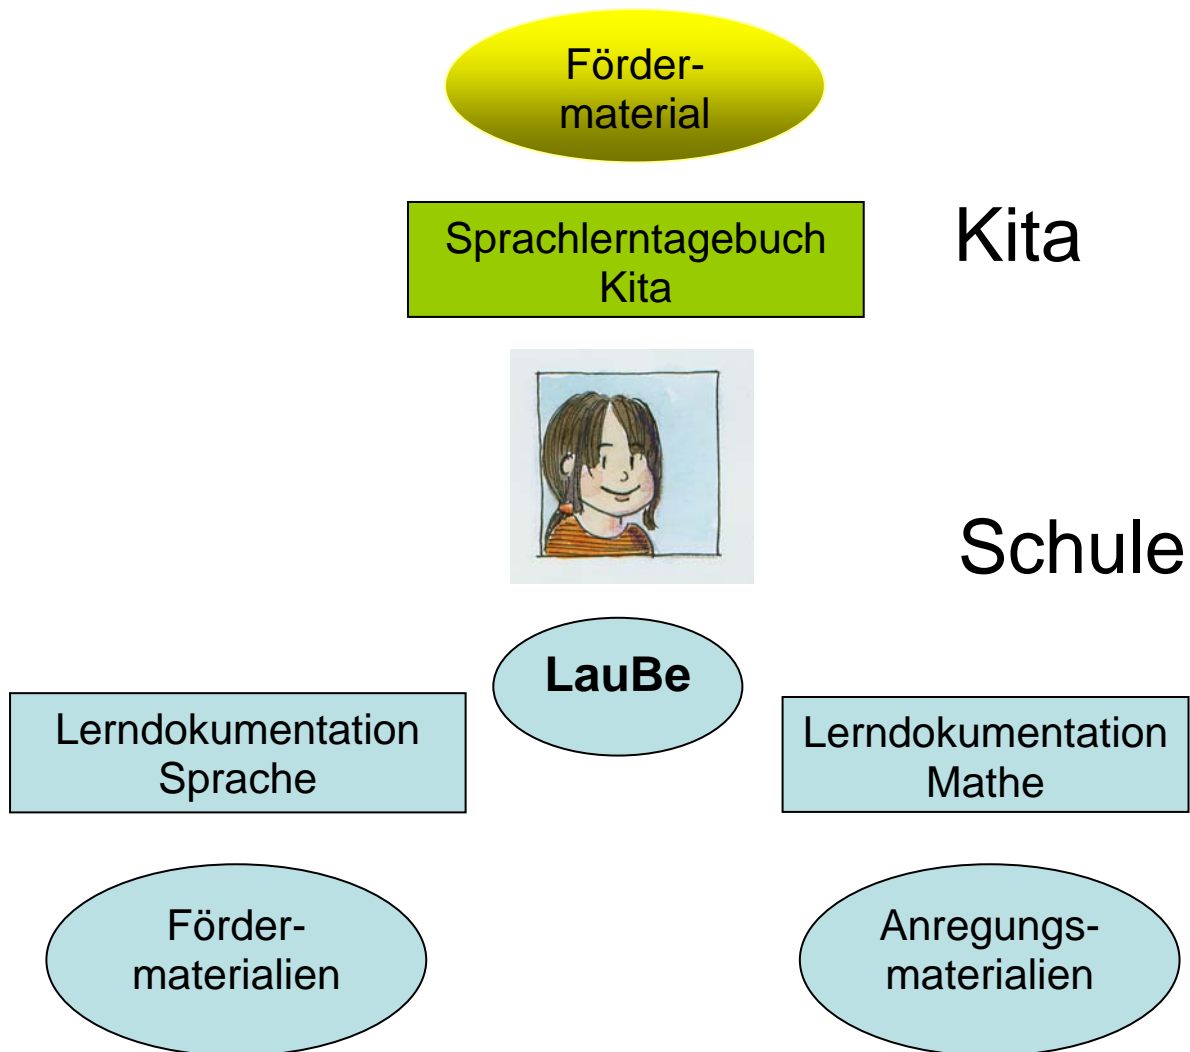 Förder-
material
Sprachlerntagebuch
Kita
Kita
Schule
LauBe
Lerndokumentation
Sprache
Lerndokumentation
Mathe
Förder-
materialien
Anregungs-
materialien